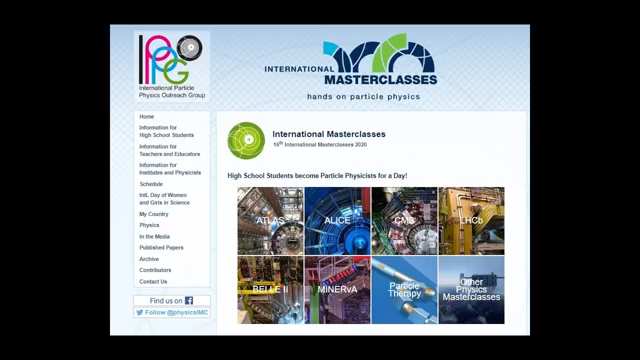 IPPOG
International Particle
Physics Outreach Group
INTERNATIONAL
MASTERCLASSES
hands on particle physics
Home
Information for
High School Students
Information for
Teachers and Educators
Information for
Institutes and Physicists
Schedule
Intl. Day of Women
and Girls in Science
My Country
Physics
In the Media
Published Papers
Archive
Contributors
Contact Us
Find us on f
Follow @physicsIMC
International Masterclasses
16th International Masterclasses 2020
High School Students become Particle Physicists for a Day!
ATLAS
ALICE
CMS
LHCb
BELLE II
MINERvA
Particle
Therapy
Other
Physics
Masterclasses